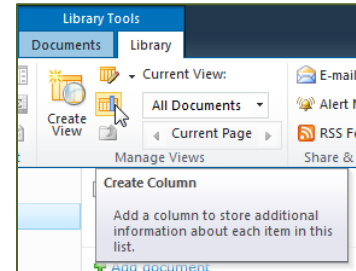 Library Tools
Documents Library
Current View:
E-mail
All Documents
Alert
Create
View
Current Page
RSS
Manage Views
Share &
Create Column
Add a column to store additional
information about each item in this
list.
Add document